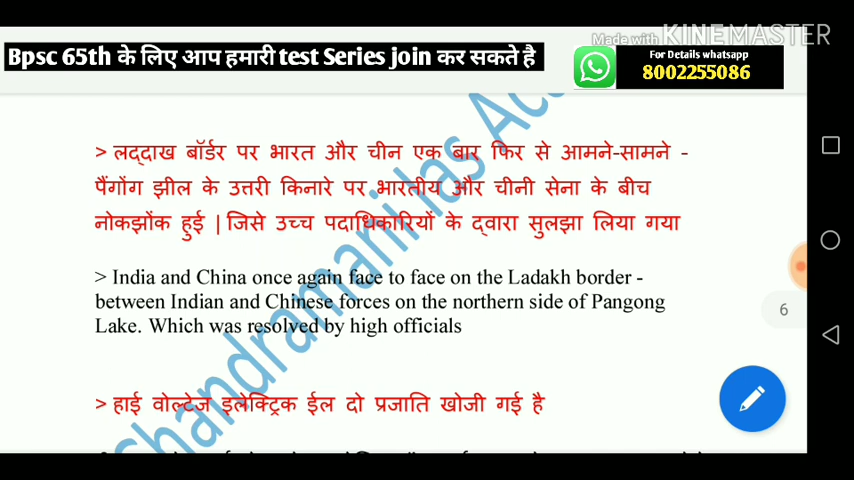 Made with KINEMASTER
Bpsc 65th के लिए आप हमारी test Series join कर सकते है
For Details whatsapp
8002255086
> लद्दाख बॉर्डर पर भारत और चीन एक बार फिर से आमने-सामने -
पैंगोंग झील के उत्तरी किनारे पर भारतीय और चीनी सेना के बीच
नोकझोंक हुई | जिसे उच्च पदाधिकारियों के द्वारा सुलझा लिया गया
> India and China once again face to face on the Ladakh border -
between Indian and Chinese forces on the northern side of Pangong
Lake. Which was resolved by high officials
6
> हाई वोल्टेज इलेक्ट्रिक ईल दो प्रजाति खोजी गई है